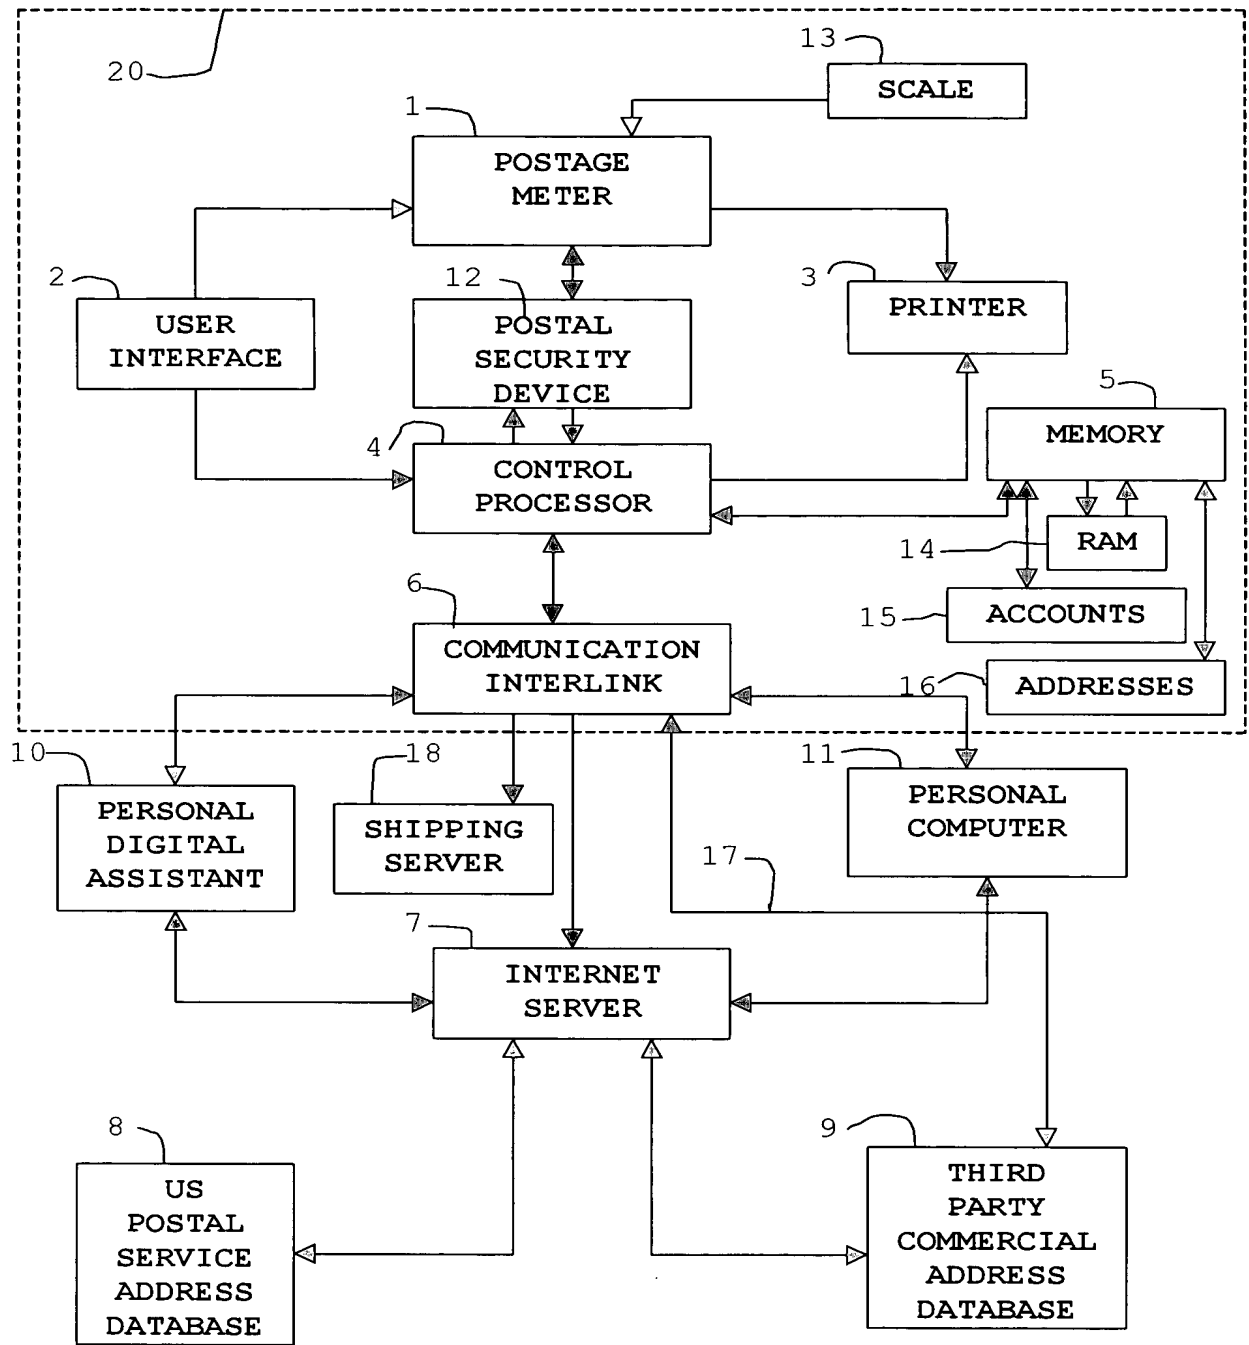 20
13
SCALE
1
POSTAGE
METER
2
USER
INTERFACE
12
POSTAL
SECURITY
DEVICE
3
PRINTER
5
MEMORY
4
CONTROL
PROCESSOR
14
RAM
15
ACCOUNTS
6
COMMUNICATION
INTERLINK
16
ADDRESSES
10
PERSONAL
DIGITAL
ASSISTANT
18
SHIPPING
SERVER
11
PERSONAL
COMPUTER
17
7
INTERNET
SERVER
8
US
POSTAL
SERVICE
ADDRESS
DATABASE
9
THIRD
PARTY
COMMERCIAL
ADDRESS
DATABASE